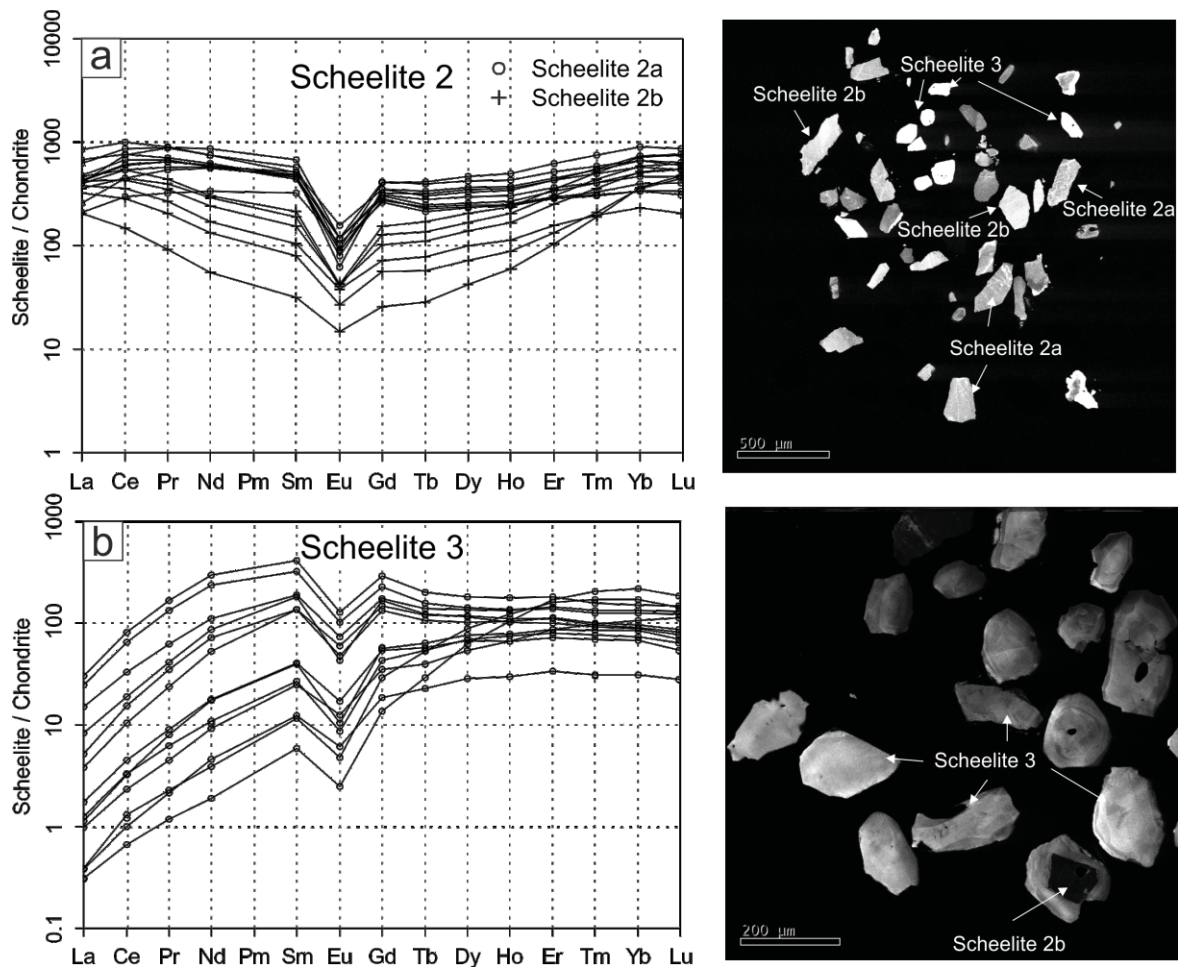 a
Scheelite 2
Scheelite 2a
Scheelite 2b
10000
1000
100
10
1
Scheelite / Chondrite
La Ce Pr Nd Pm Sm Eu Gd Tb Dy Ho Er Tm Yb Lu
Scheelite 3
Scheelite 2b
Scheelite 2a
Scheelite 2b
Scheelite 2a
500 µm
b
Scheelite 3
1000
100
10
1
0.1
Scheelite / Chondrite
La Ce Pr Nd Pm Sm Eu Gd Tb Dy Ho Er Tm Yb Lu
Scheelite 3
Scheelite 2b
200 µm